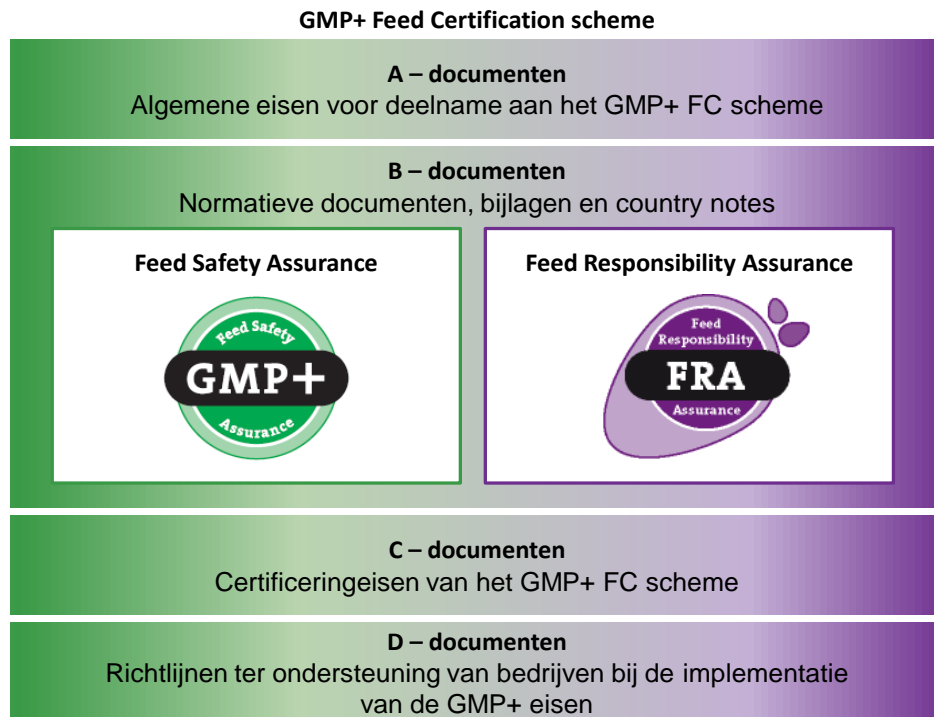 GMP+ Feed Certification scheme
A – documenten
Algemene eisen voor deelname aan het GMP+ FC scheme
B – documenten
Normatieve documenten, bijlagen en country notes
Feed Safety Assurance
Feed Safety
GMP+
Assurance
Feed Responsibility Assurance
Feed
Responsibility
FRA
Assurance
C – documenten
Certificeringeisen van het GMP+ FC scheme
D – documenten
Richtlijnen ter ondersteuning van bedrijven bij de implementatie
van de GMP+ eisen